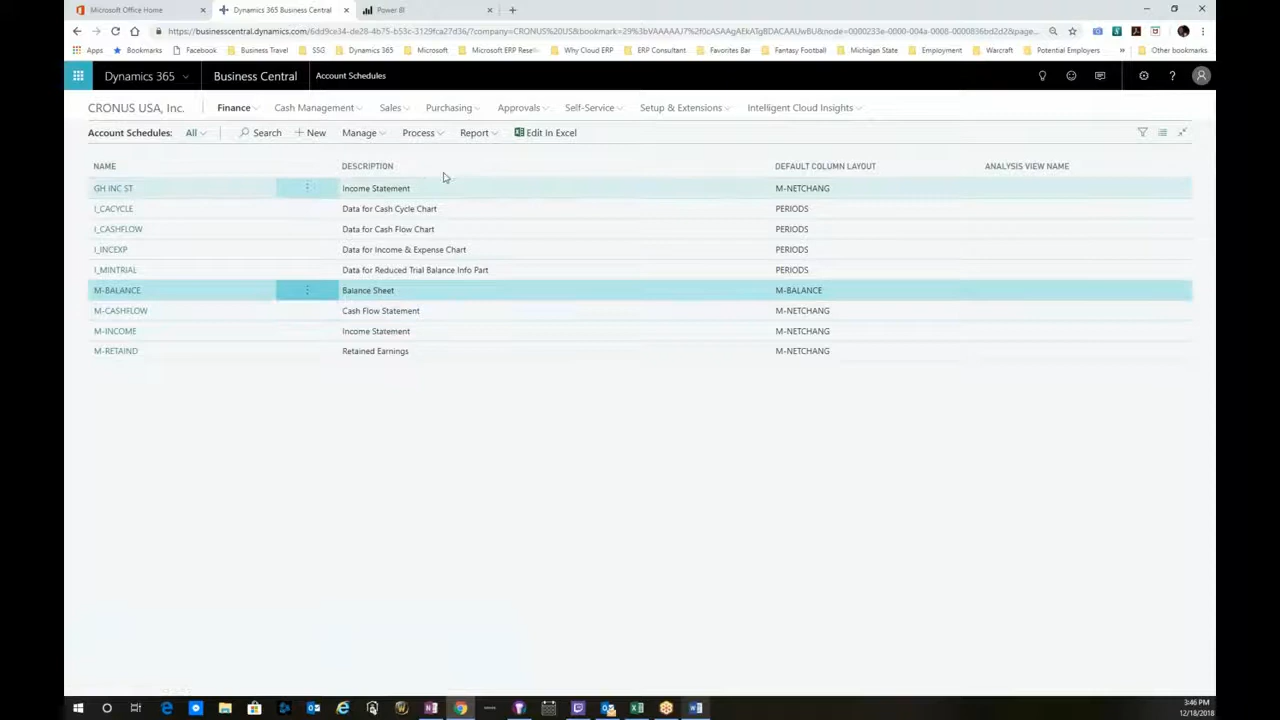 Microsoft Office Home
Dynamics 365 Business Central
Power BI
Apps
Bookmarks
Facebook
Business Travel
SSG
Dynamics 365
Microsoft
Microsoft ERP Rese
Why Cloud ERP
ERP Consultant
Favorites Bar
Fantasy Football
Michigan State
Employment
Warcraft
Potential Employers
Other bookmarks
Dynamics 365
Business Central
Account Schedules
CRONUS USA, Inc.
Finance
Cash Management
Sales
Purchasing
Approvals
Self-Service
Setup & Extensions
Intelligent Cloud Insights
Account Schedules:
All
Search
+ New
Manage
Process
Report
Edit in Excel
NAME DESCRIPTION DEFAULT COLUMN LAYOUT ANALYSIS VIEW NAME
GH INC ST Income Statement M-NETCHANG
I_CACYCLE Data for Cash Cycle Chart PERIODS
I_CASHFLOW Data for Cash Flow Chart PERIODS
I_INCEXP Data for Income & Expense Chart PERIODS
I_MINTRIAL Data for Reduced Trial Balance Info Part PERIODS
M-BALANCE Balance Sheet M-BALANCE
M-CASHFLOW Cash Flow Statement M-NETCHANG
M-INCOME Income Statement M-NETCHANG
M-RETAIND Retained Earnings M-NETCHANG
3:46 PM
12/18/2018